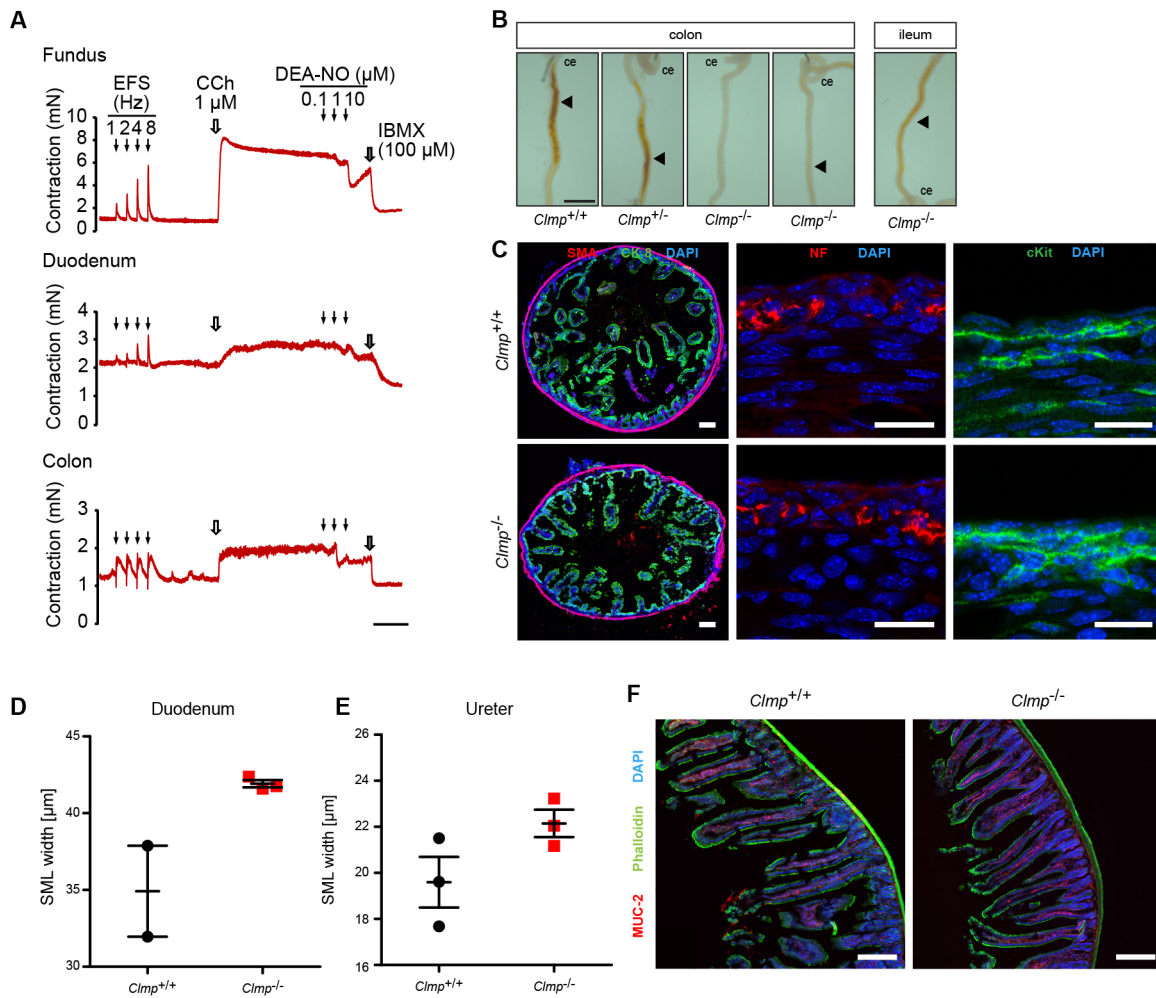 A
Fundus
EFS
(Hz)
1 2 4 8
CCh
1 µM
DEA-NO (µM)
0.1 1 10
IBMX
(100 µM)
Contraction (mN)
10
8
6
4
2
0
Duodenum
Contraction (mN)
4
3
2
1
0
Colon
Contraction (mN)
3
2
1
0
B
colon
ileum
ce
ce
ce
ce
ce
Clmp+/+
Clmp+/-
Clmp-/-
Clmp-/-
Clmp-/-
C
SMA CK 8 DAPI
NF DAPI
cKit DAPI
Clmp+/+
Clmp-/-
D
Duodenum
SML width [µm]
45
40
35
30
Clmp+/+
Clmp-/-
E
Ureter
SML width [µm]
26
24
22
20
18
16
Clmp+/+
Clmp-/-
F
Clmp+/+
Clmp-/-
MUC-2 Phalloidin DAPI